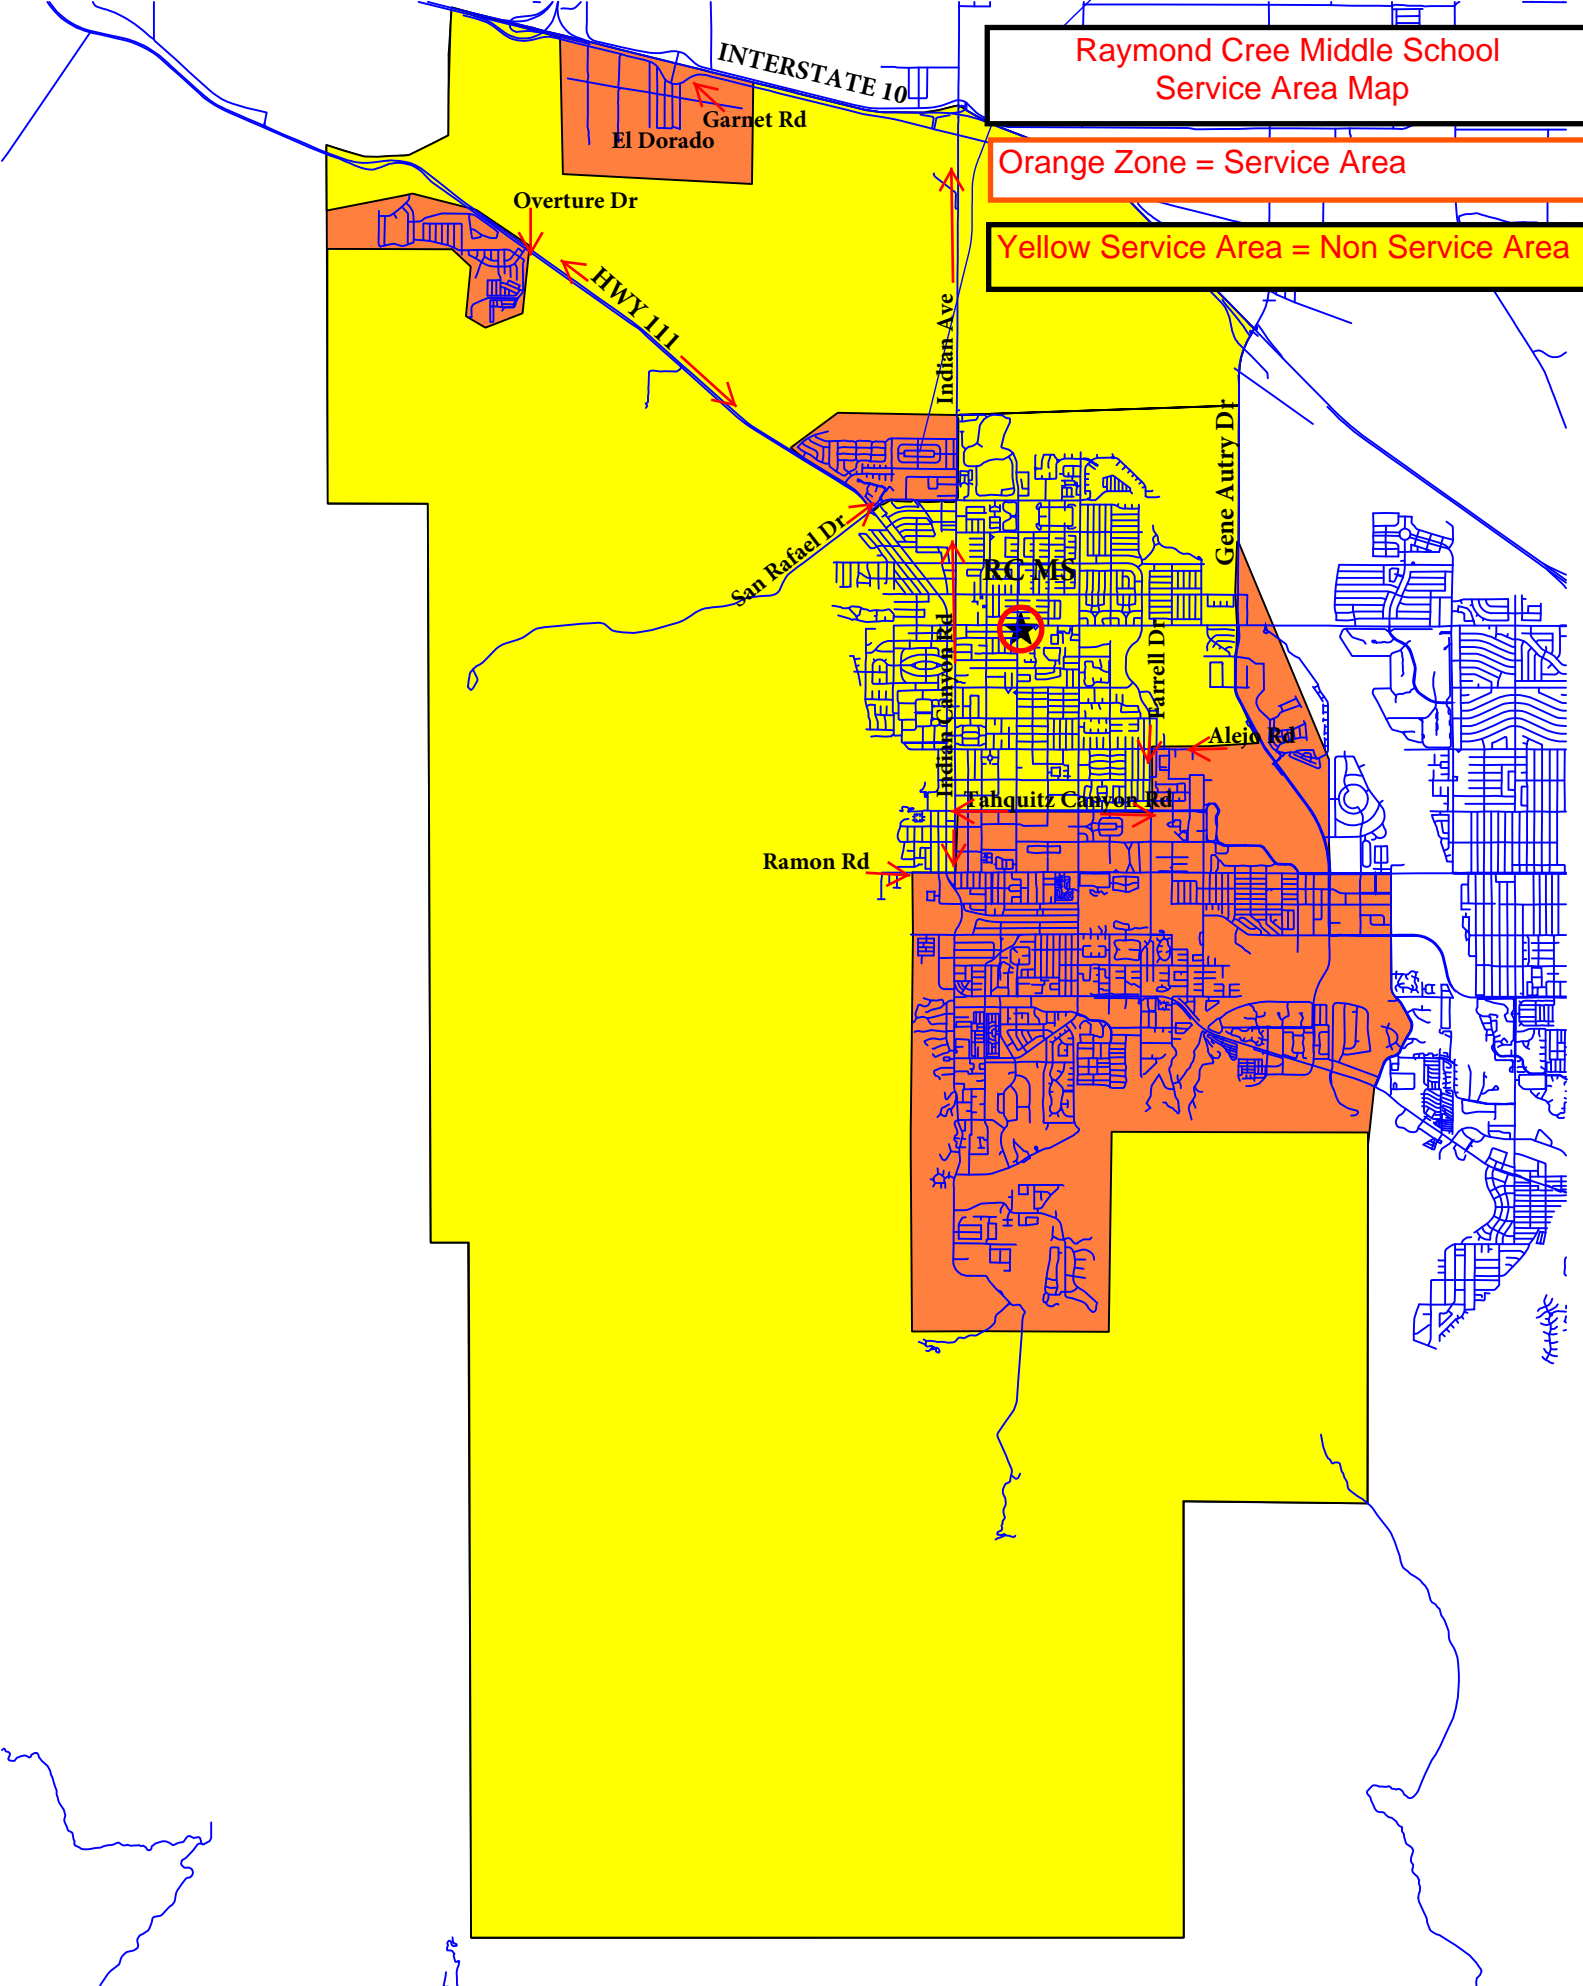 Raymond Cree Middle School
Service Area Map
INTERSTATE 10
Garnet Rd
El Dorado
Orange Zone = Service Area
Overture Dr
Yellow Service Area = Non Service Area
HWY 111
Indian Ave
Gene Autry Dr
San Rafael Dr
RC MS
Indian Canyon Rd
Farrell Dr
Alejo Rd
Tahquitz Canyon Rd
Ramon Rd